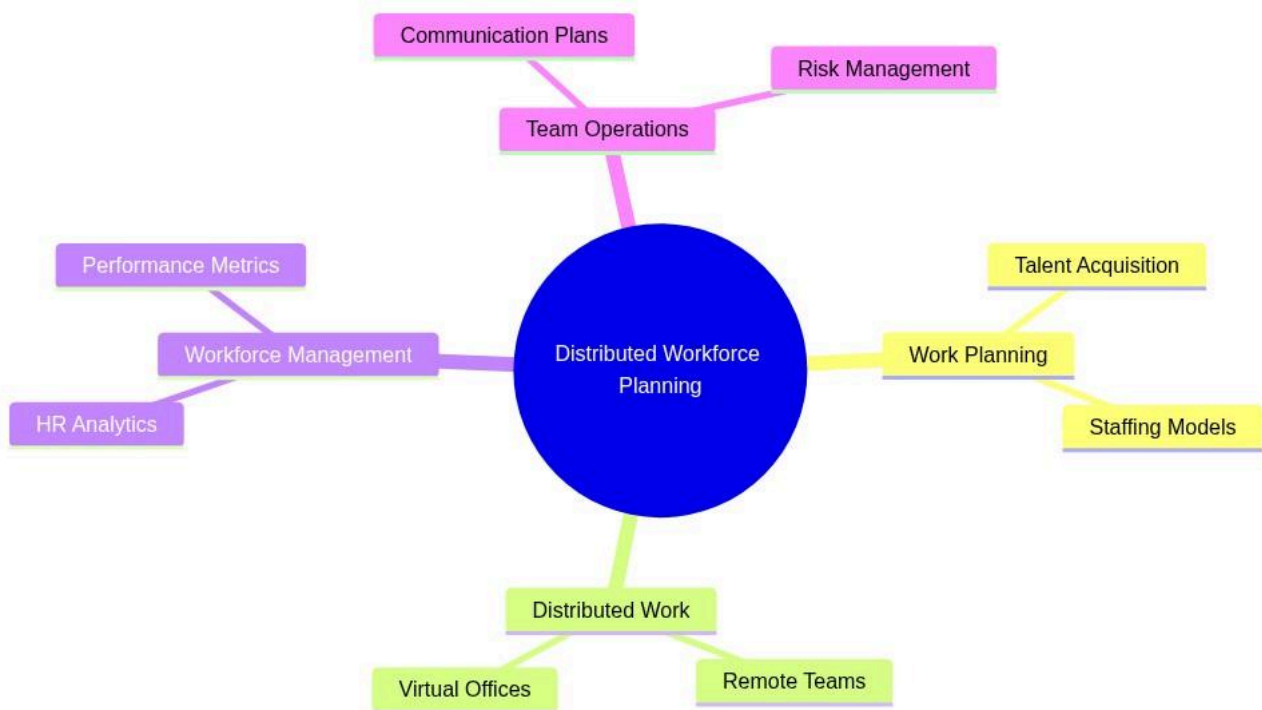 Communication Plans
Risk Management
Team Operations
Performance Metrics
Talent Acquisition
Workforce Management
Distributed Workforce
Planning
Work Planning
HR Analytics
Staffing Models
Distributed Work
Virtual Offices
Remote Teams